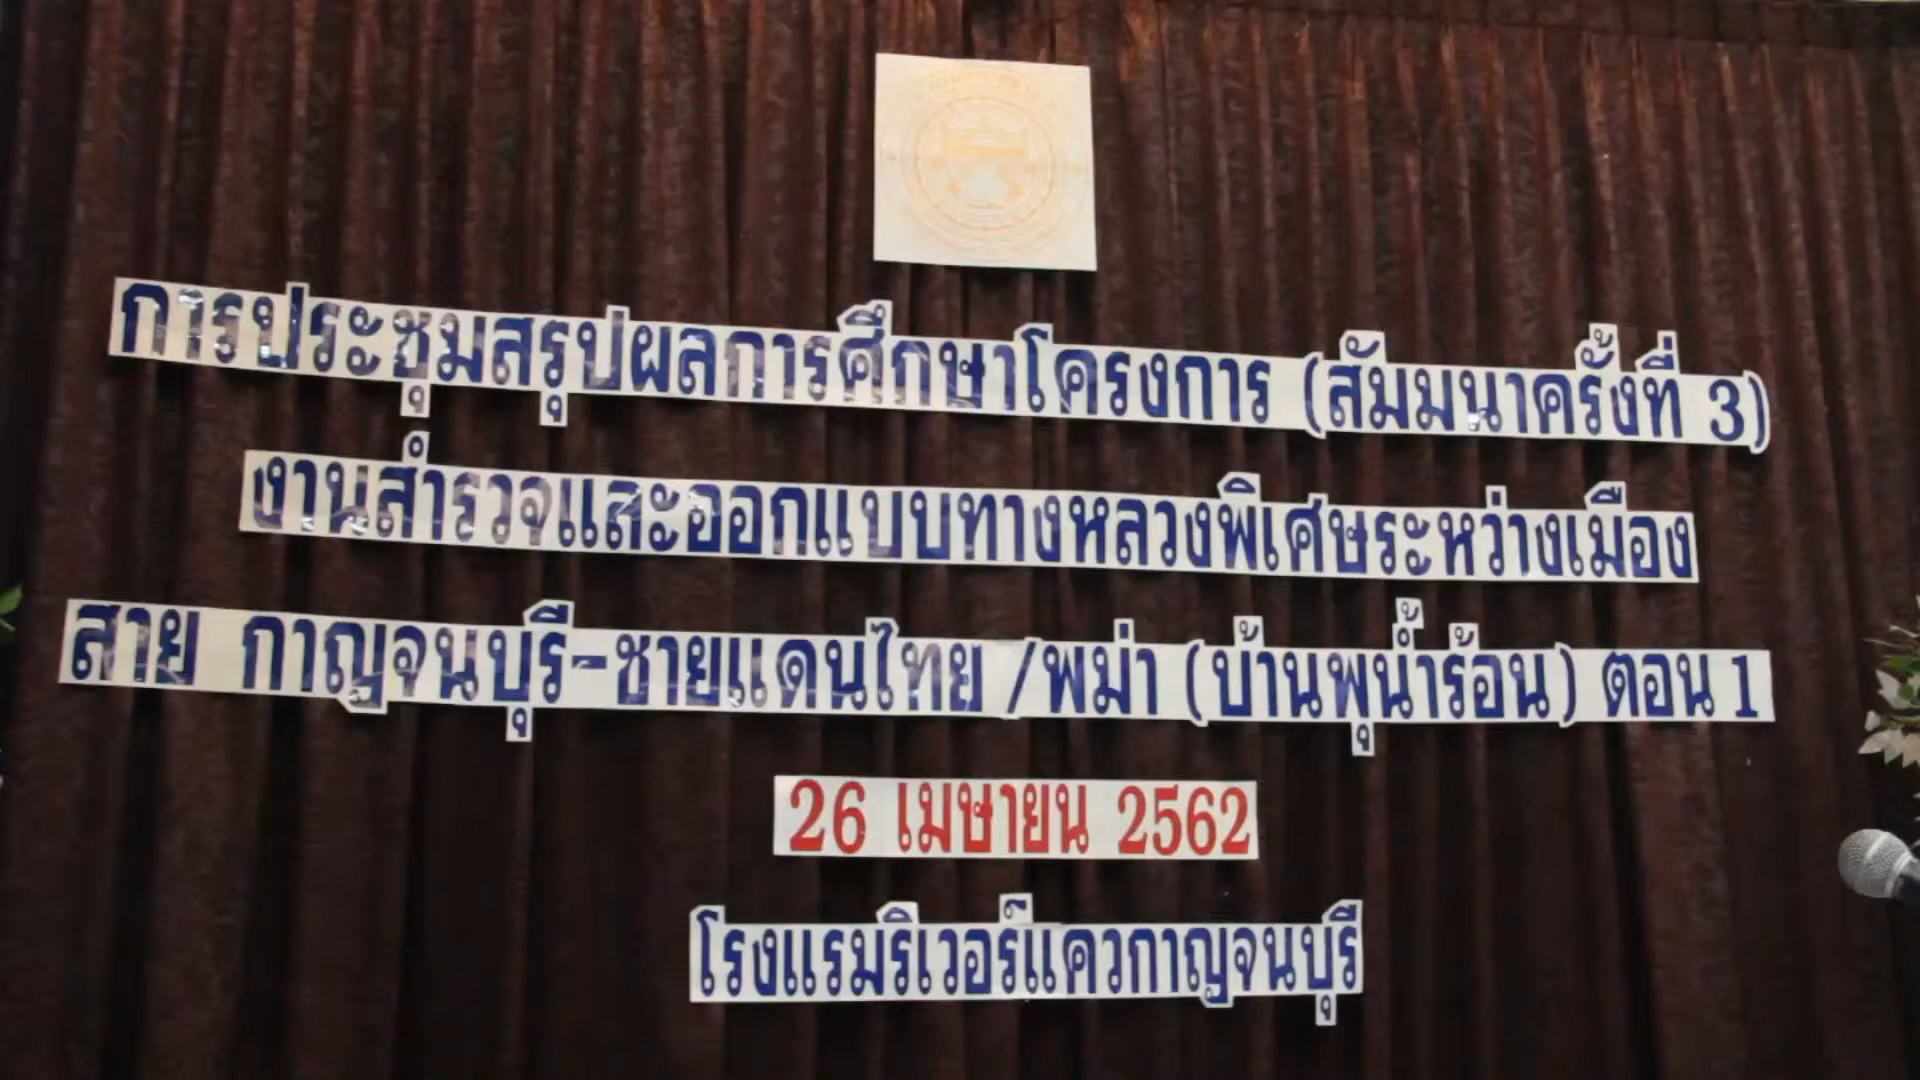 การประชุมสรุปผลการศึกษาโครงการ (สัมมนาครั้งที่ 3)
งานสำรวจและออกแบบทางหลวงพิเศษระหว่างเมือง
สาย กาญจนบุรี-ชายแดนไทย /พม่า (บ้านพุน้ำร้อน) ตอน 1
26 เมษายน 2562
โรงแรมริเวอร์แควกาญจนบุรี